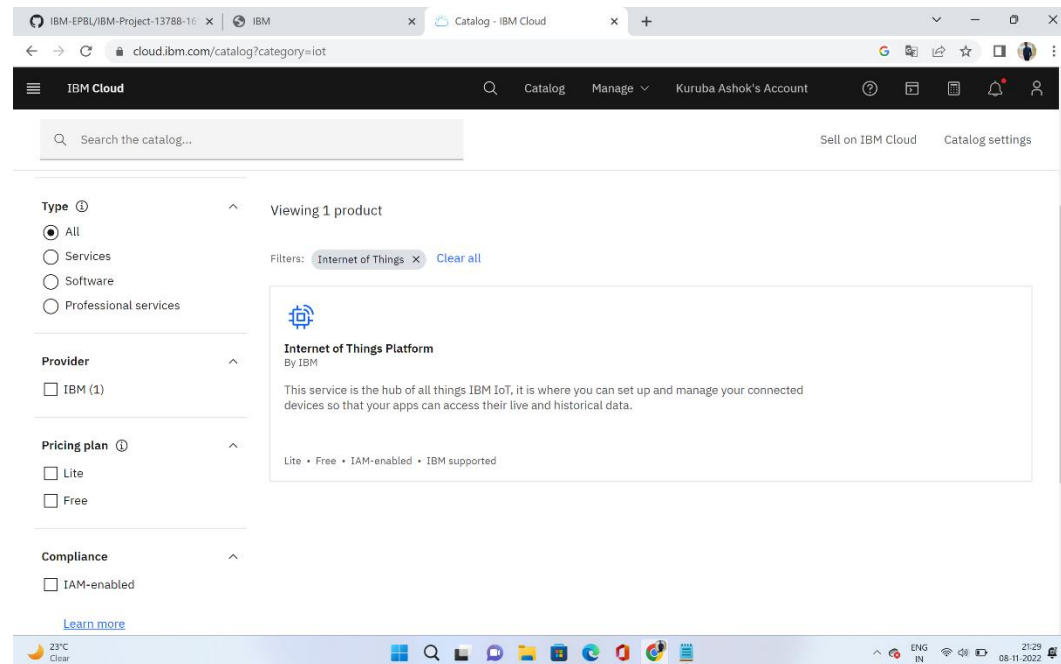 IBM-EPBL/IBM-Project-13788-16
IBM
Catalog - IBM Cloud
cloud.ibm.com/catalog?category=iot
IBM Cloud
Catalog
Manage
Kuruba Ashok's Account
Search the catalog...
Sell on IBM Cloud
Catalog settings
Type
All
Services
Software
Professional services
Provider
IBM (1)
Pricing plan
Lite
Free
Compliance
IAM-enabled
Learn more
Viewing 1 product
Filters: Internet of Things × Clear all
Internet of Things Platform
By IBM
This service is the hub of all things IBM IoT, it is where you can set up and manage your connected
devices so that your apps can access their live and historical data.
Lite • Free • IAM-enabled • IBM supported
23°C
Clear
ENG
IN
21:29
08-11-2022